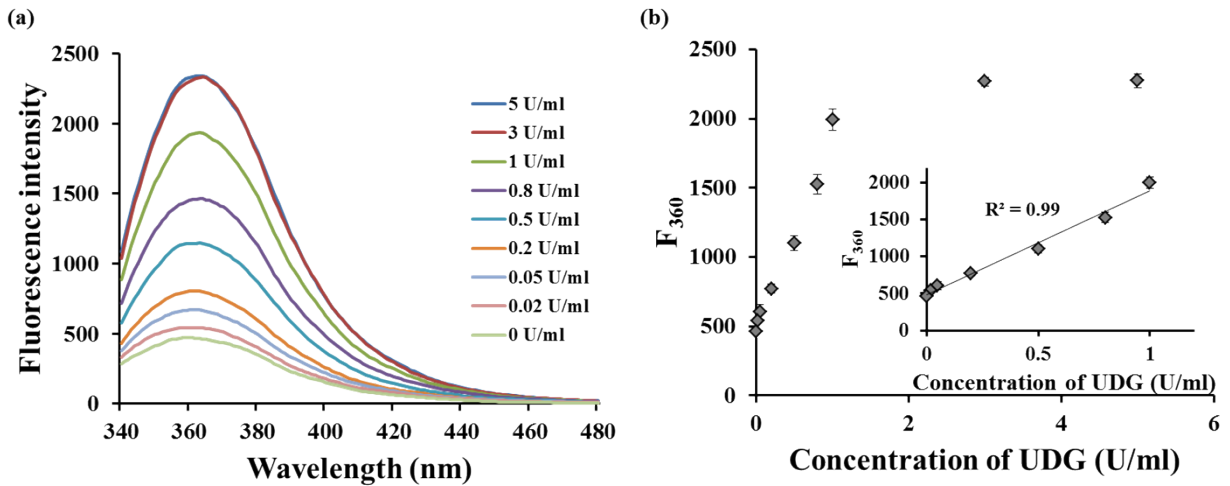 (a)
Fluorescence intensity
2500
2000
1500
1000
500
0
340
360
380
400
420
440
460
480
Wavelength (nm)
5 U/ml
3 U/ml
1 U/ml
0.8 U/ml
0.5 U/ml
0.2 U/ml
0.05 U/ml
0.02 U/ml
0 U/ml
(b)
F360
2500
2000
1500
1000
500
0
0
2
4
6
Concentration of UDG (U/ml)
F360
2000
1500
1000
500
0
R² = 0.99
0
0.5
1
Concentration of UDG (U/ml)